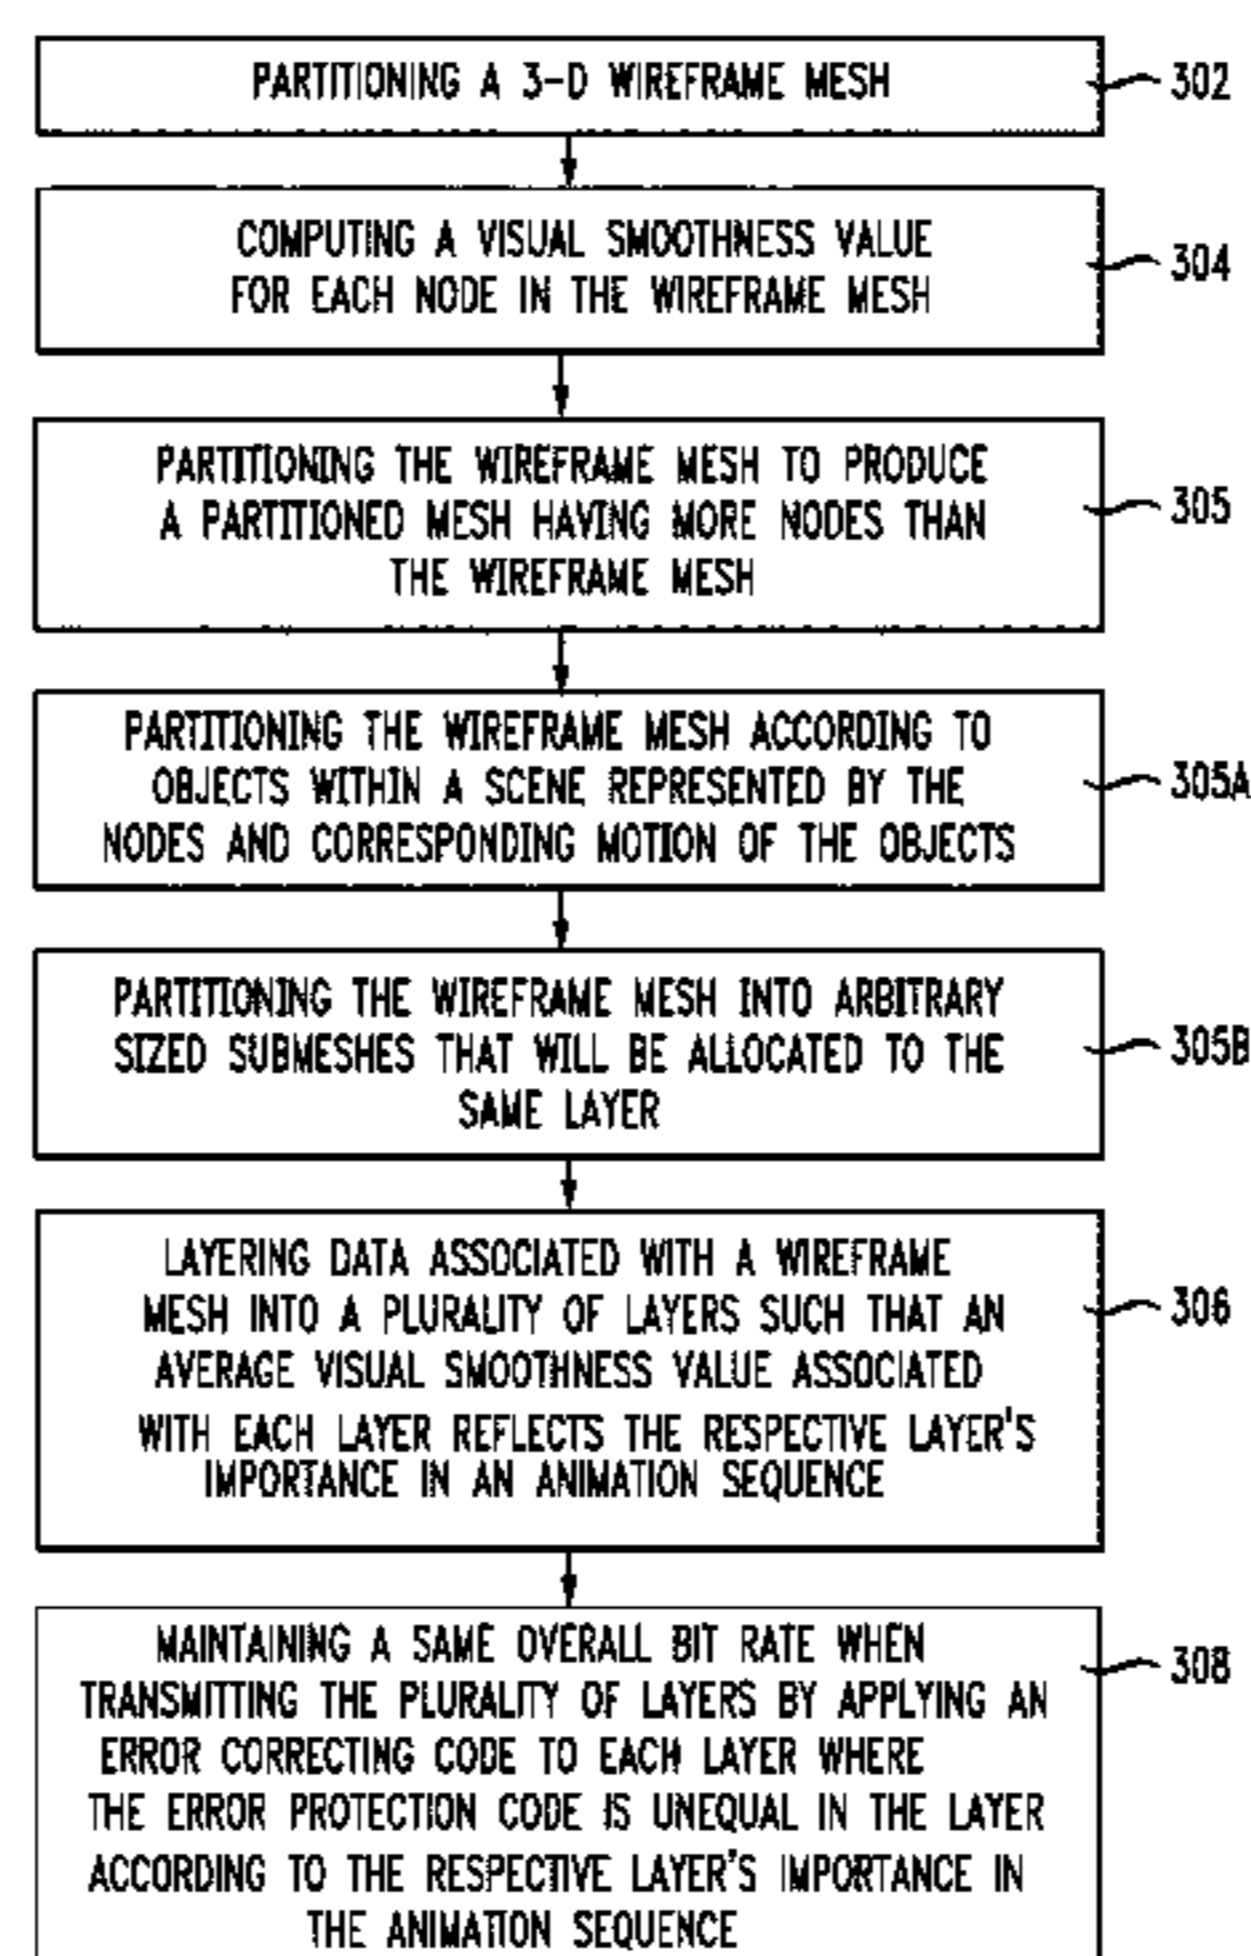 PARTITIONING A 3-D WIREFRAME MESH
302
COMPUTING A VISUAL SMOOTHNESS VALUE
FOR EACH NODE IN THE WIREFRAME MESH
304
PARTITIONING THE WIREFRAME MESH TO PRODUCE
A PARTITIONED MESH HAVING MORE NODES THAN
THE WIREFRAME MESH
305
PARTITIONING THE WIREFRAME MESH ACCORDING TO
OBJECTS WITHIN A SCENE REPRESENTED BY THE
NODES AND CORRESPONDING MOTION OF THE OBJECTS
305A
PARTITIONING THE WIREFRAME MESH INTO ARBITRARY
SIZED SUBMESHES THAT WILL BE ALLOCATED TO THE
SAME LAYER
305B
LAYERING DATA ASSOCIATED WITH A WIREFRAME
MESH INTO A PLURALITY OF LAYERS SUCH THAT AN
AVERAGE VISUAL SMOOTHNESS VALUE ASSOCIATED
WITH EACH LAYER REFLECTS THE RESPECTIVE LAYER'S
IMPORTANCE IN AN ANIMATION SEQUENCE
306
MAINTAINING A SAME OVERALL BIT RATE WHEN
TRANSMITTING THE PLURALITY OF LAYERS BY APPLYING AN
ERROR CORRECTING CODE TO EACH LAYER WHERE
THE ERROR PROTECTION CODE IS UNEQUAL IN THE LAYER
ACCORDING TO THE RESPECTIVE LAYER'S IMPORTANCE IN
THE ANIMATION SEQUENCE
308